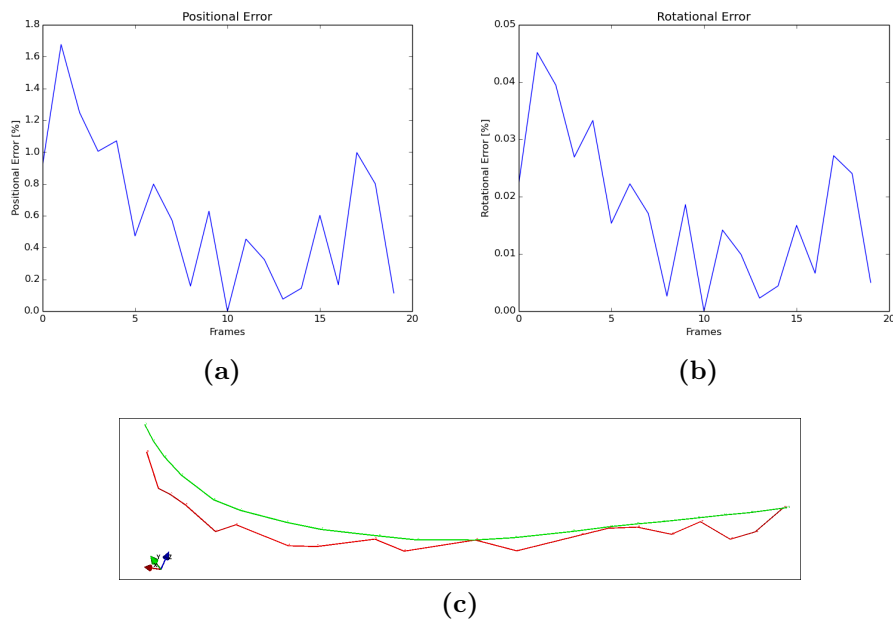 Positional Error
Positional Error [%]
1.8
1.6
1.4
1.2
1.0
0.8
0.6
0.4
0.2
0.0
0 5 10 15 20
Frames
(a)
Rotational Error
Rotational Error [%]
0.05
0.04
0.03
0.02
0.01
0.00
0 5 10 15 20
Frames
(b)
(c)